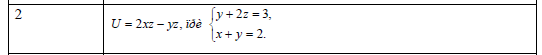 2
U = 2xz − yz, ïðè { y + 2z = 3,
x + y = 2.